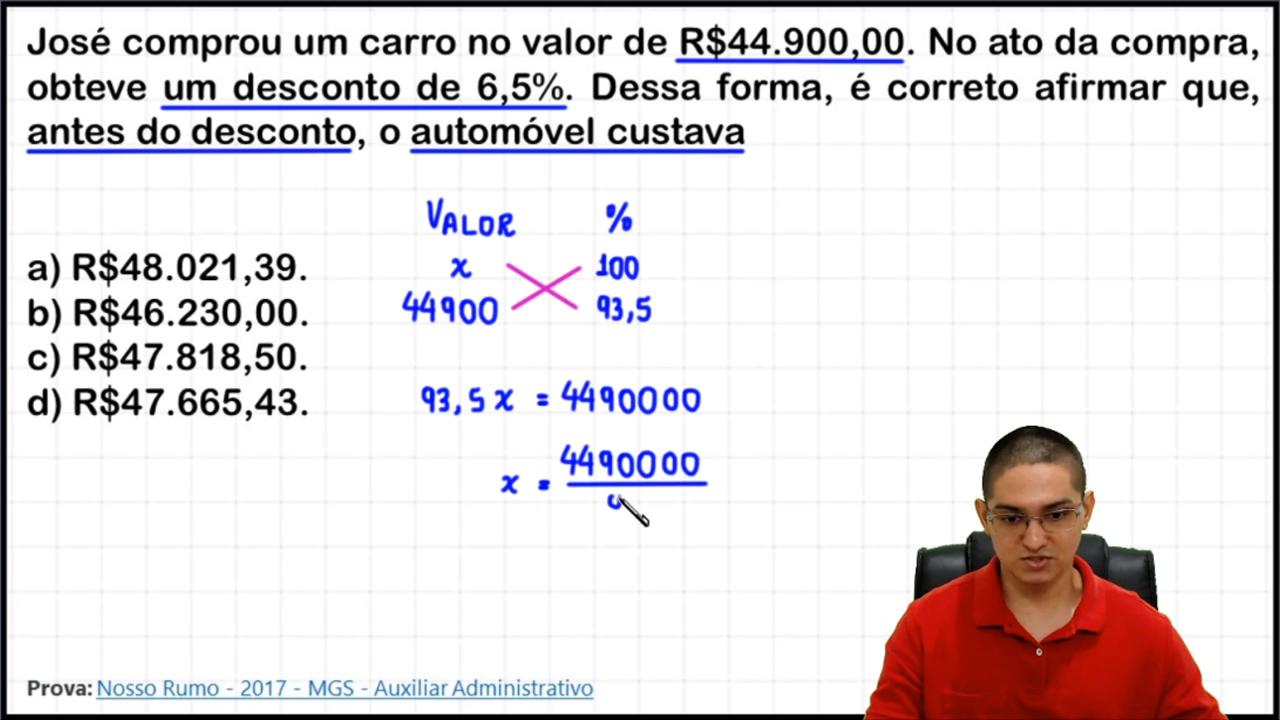 José comprou um carro no valor de R$44.900,00. No ato da compra,
obteve um desconto de 6,5%. Dessa forma, é correto afirmar que,
antes do desconto, o automóvel custava
a) R$48.021,39.
b) R$46.230,00.
c) R$47.818,50.
d) R$47.665,43.
VALOR %
x 100
44900 93,5
93,5x = 4490000
x = 4490000
Prova: Nosso Rumo - 2017 - MGS - Auxiliar Administrativo